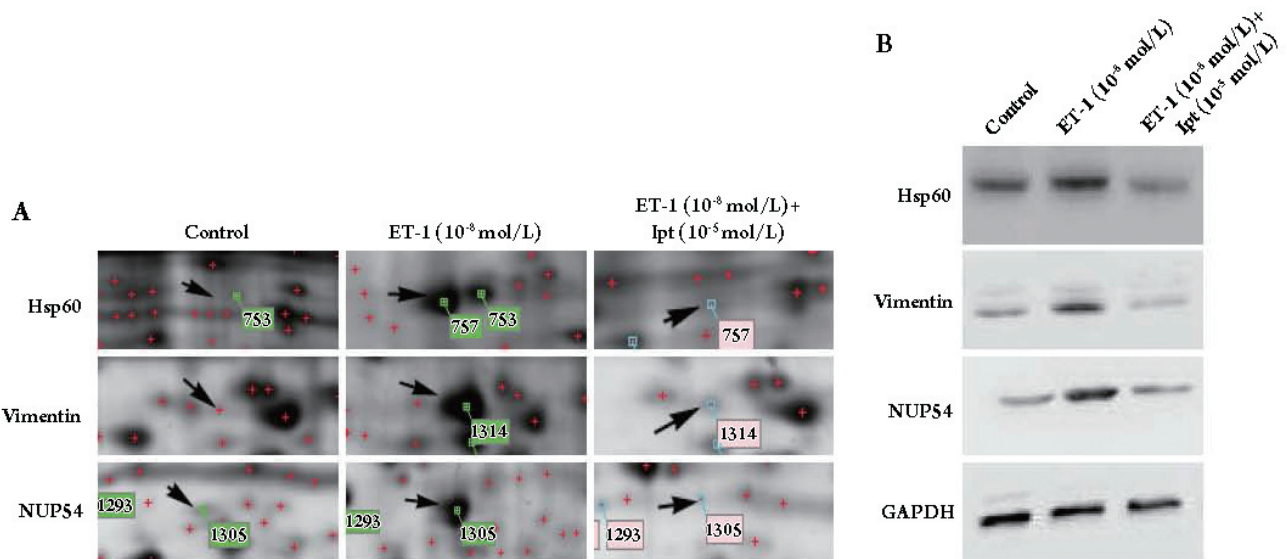 A
Control
ET-1 (10⁻⁸ mol/L)
ET-1 (10⁻⁸ mol/L)+
Ipt (10⁻⁵ mol/L)
Hsp60
753
757
753
757
Vimentin
1314
1314
NUP54
1293
1305
1293
1305
1293
1305
B
Control
ET-1 (10⁻⁸ mol/L)
ET-1 (10⁻⁸ mol/L)+
Ipt (10⁻⁵ mol/L)
Hsp60
Vimentin
NUP54
GAPDH